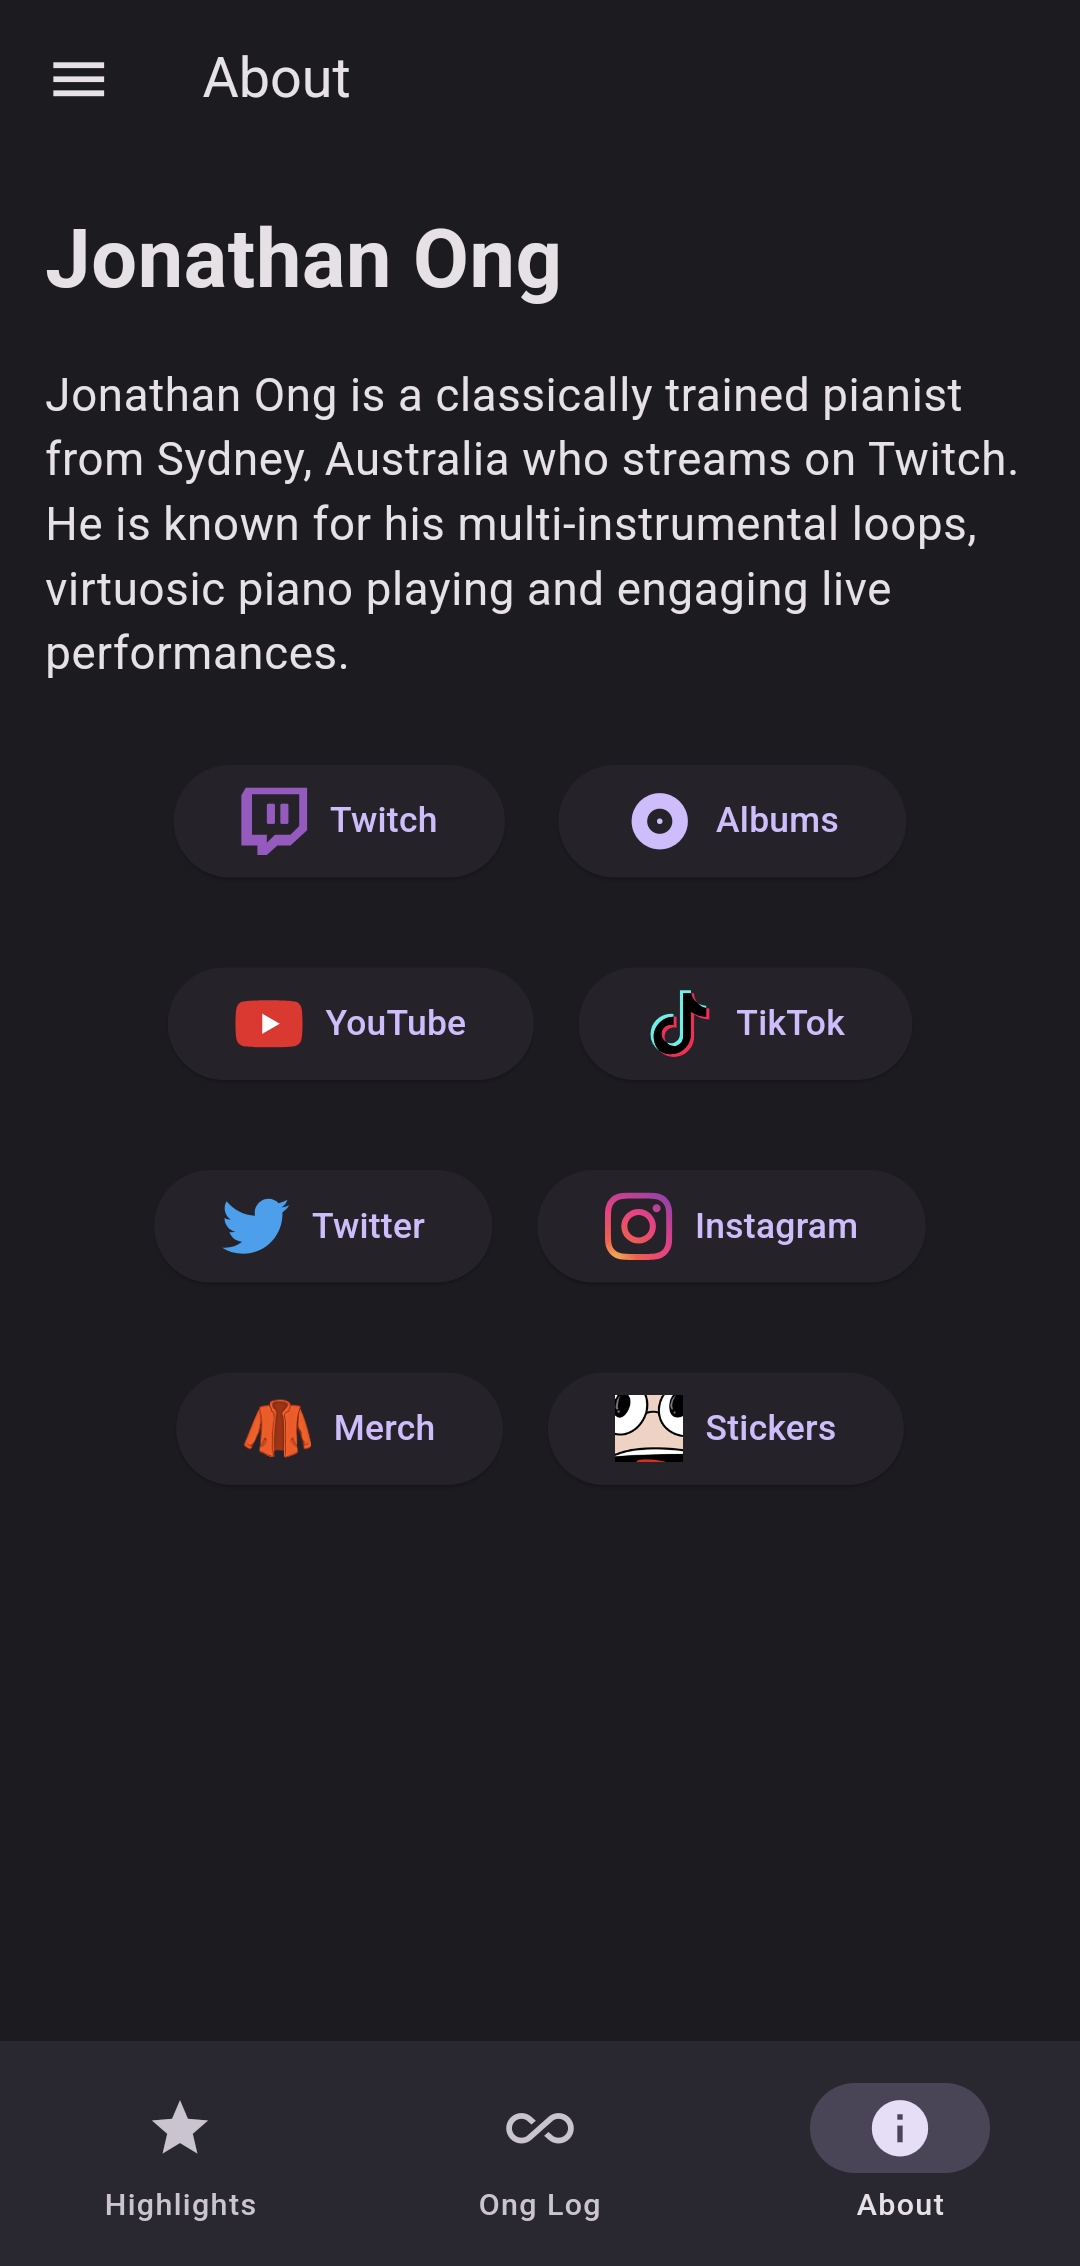 About
Jonathan Ong
Jonathan Ong is a classically trained pianist
from Sydney, Australia who streams on Twitch.
He is known for his multi-instrumental loops,
virtuosic piano playing and engaging live
performances.
Twitch
Albums
YouTube
TikTok
Twitter
Instagram
Merch
Stickers
Highlights
Ong Log
About